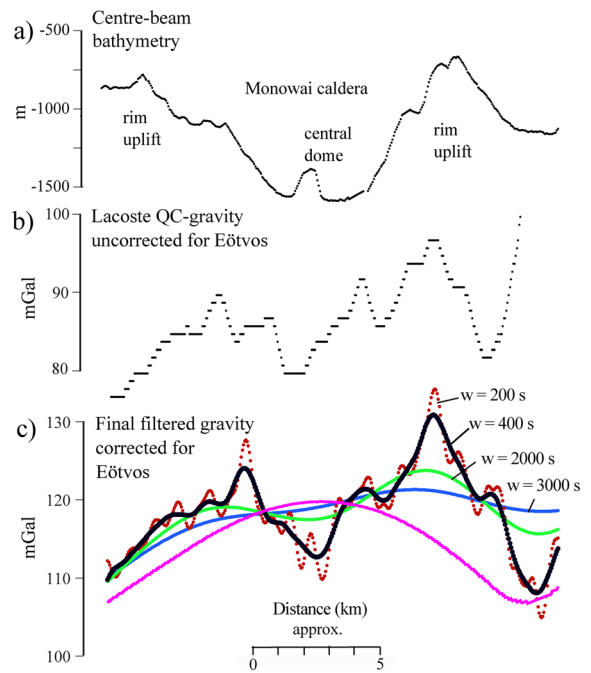 a)
Centre-beam
bathymetry
-500
m
-1000
-1500
Monowai caldera
rim
uplift
central
dome
rim
uplift
b)
100
Lacoste QC-gravity
uncorrected for Eötvos
mGal
90
80
c)
130
Final filtered gravity
corrected for
Eötvos
w = 200 s
w = 400 s
w = 2000 s
w = 3000 s
120
mGal
110
100
Distance (km)
approx.
0
5